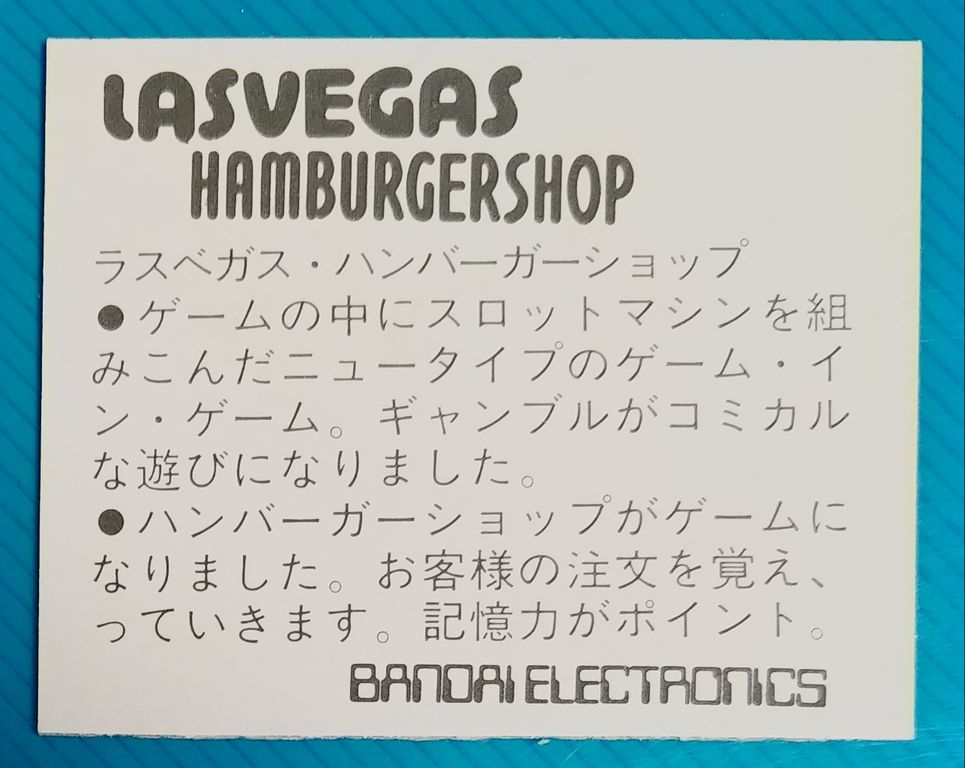 LASVEGAS
HAMBURGERSHOP
ラスベガス・ハンバーガーショップ
●ゲームの中にスロットマシンを組
みこんだニュータイプのゲーム・イ
ン・ゲーム。ギャンブルがコミカル
な遊びになりました。
●ハンバーガーショップがゲームに
なりました。お客様の注文を覚え、
っていきます。記憶力がポイント。
BANDAI ELECTRONICS